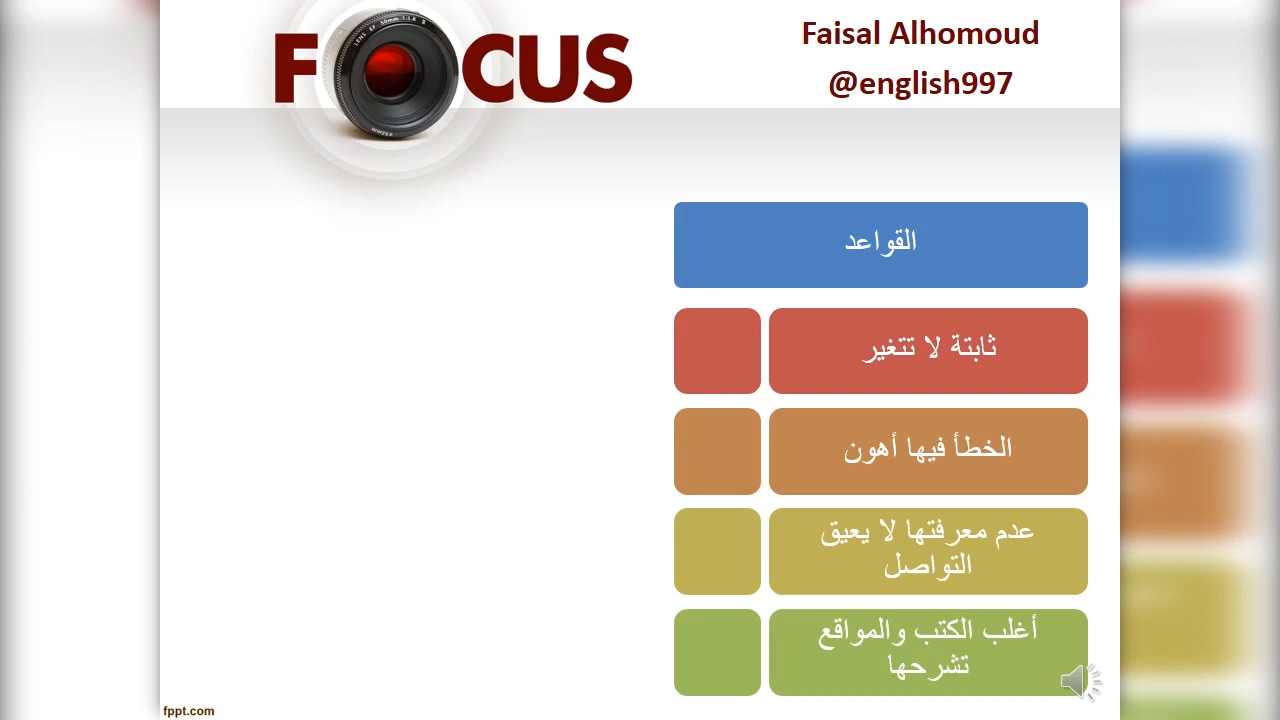 FOCUS
Faisal Alhomoud
@english997
القواعد
ثابتة لا تتغير
الخطأ فيها أهون
عدم معرفتها لا يعيق
التواصل
أغلب الكتب والمواقع
تشرحها
fppt.com